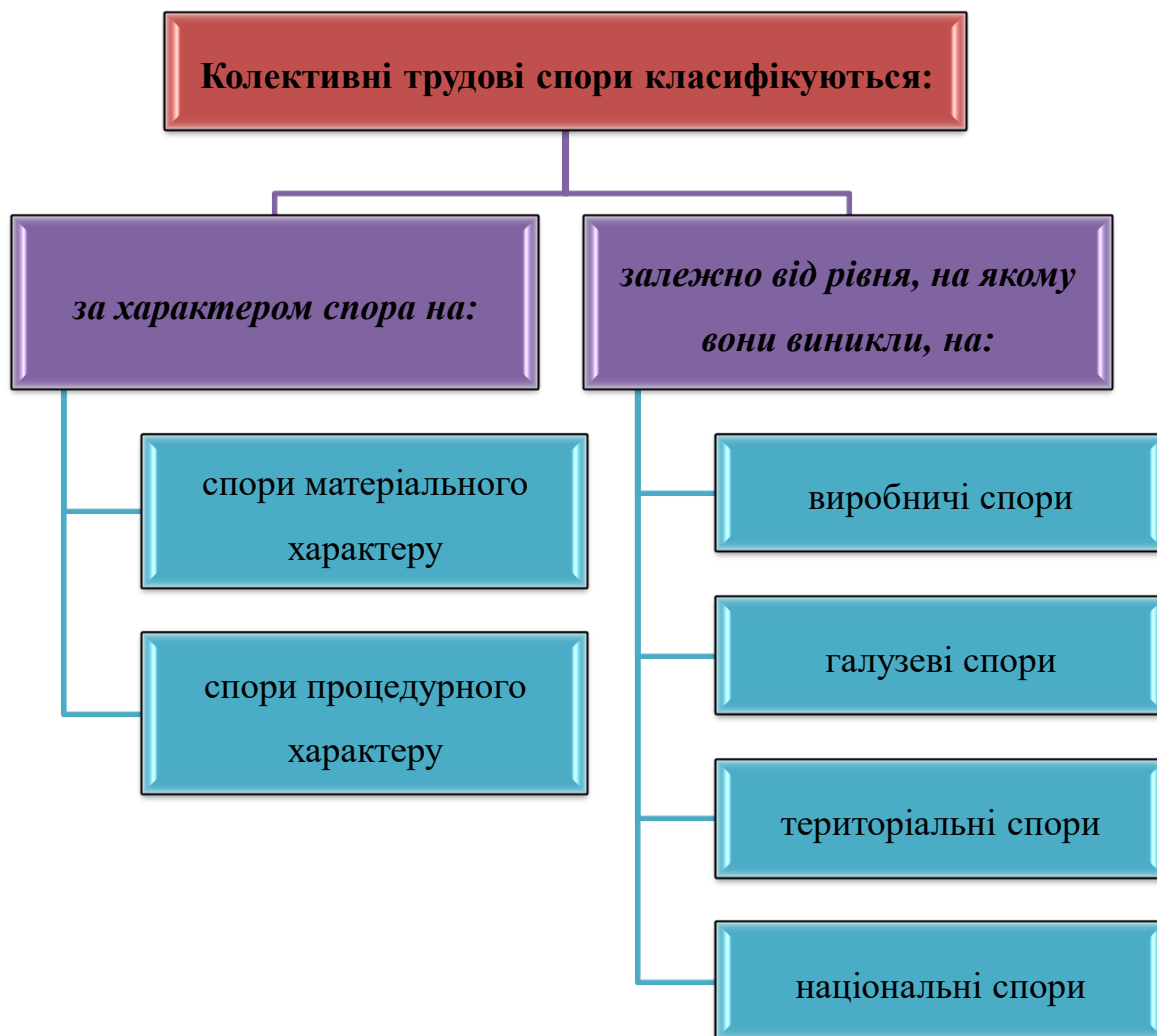 Колективні трудові спори класифікуються:
за характером спора на:
спори матеріального
характеру
спори процедурного
характеру
залежно від рівня, на якому
вони виникли, на:
виробничі спори
галузеві спори
територіальні спори
національні спори